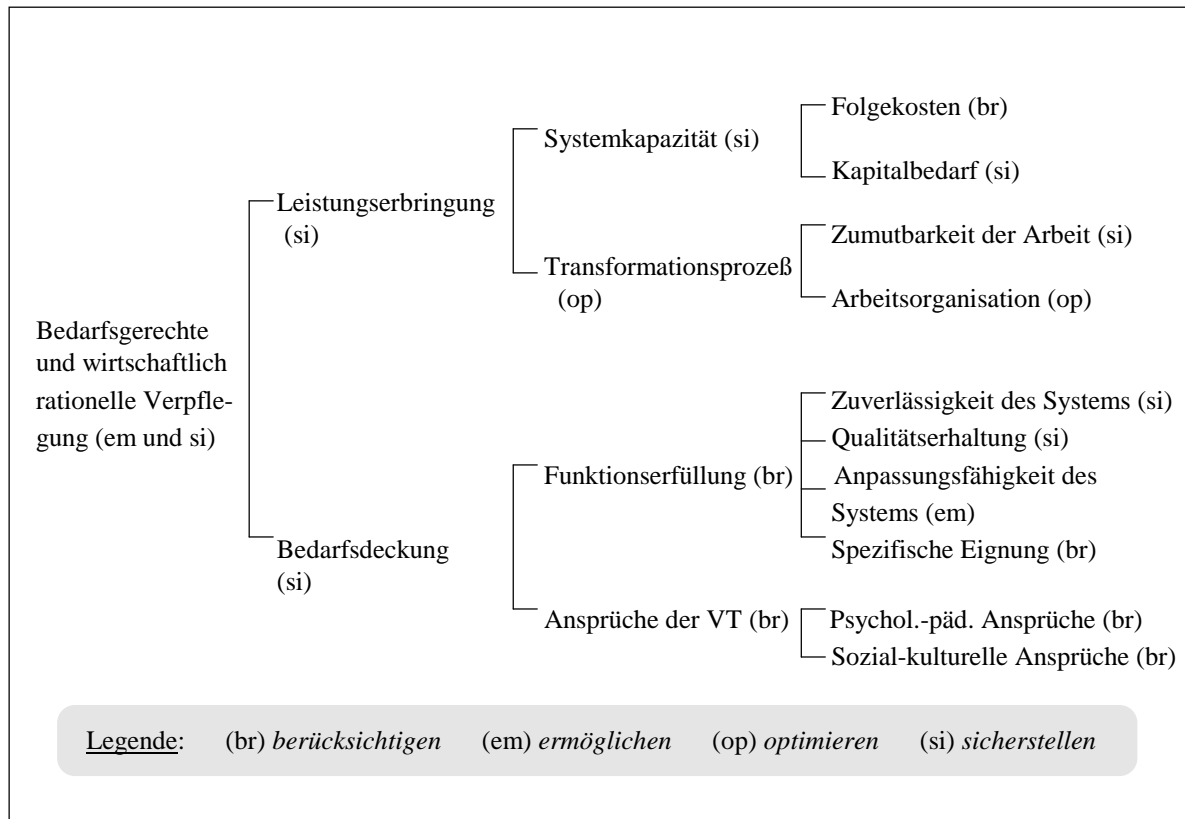 Bedarfsgerechte
und wirtschaftlich
rationelle Verpfle-
gung (em und si)
Leistungserbringung
(si)
Systemkapazität (si)
Folgekosten (br)
Kapitalbedarf (si)
Transformationsprozeß
(op)
Zumutbarkeit der Arbeit (si)
Arbeitsorganisation (op)
Bedarfsdeckung
(si)
Funktionserfüllung (br)
Zuverlässigkeit des Systems (si)
Qualitätserhaltung (si)
Anpassungsfähigkeit des
Systems (em)
Spezifische Eignung (br)
Ansprüche der VT (br)
Psychol.-päd. Ansprüche (br)
Sozial-kulturelle Ansprüche (br)
Legende: (br) berücksichtigen (em) ermöglichen (op) optimieren (si) sicherstellen